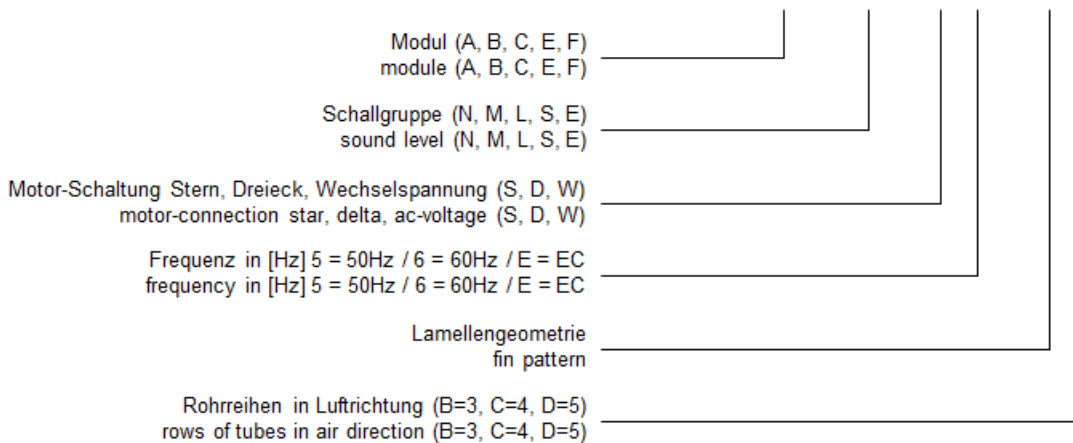 Modul (A, B, C, E, F)
module (A, B, C, E, F)
Schallgruppe (N, M, L, S, E)
sound level (N, M, L, S, E)
Motor-Schaltung Stern, Dreieck, Wechselspannung (S, D, W)
motor-connection star, delta, ac-voltage (S, D, W)
Frequenz in [Hz] 5 = 50Hz / 6 = 60Hz / E = EC
frequency in [Hz] 5 = 50Hz / 6 = 60Hz / E = EC
Lamellengeometrie
fin pattern
Rohrreihen in Luftrichtung (B=3, C=4, D=5)
rows of tubes in air direction (B=3, C=4, D=5)